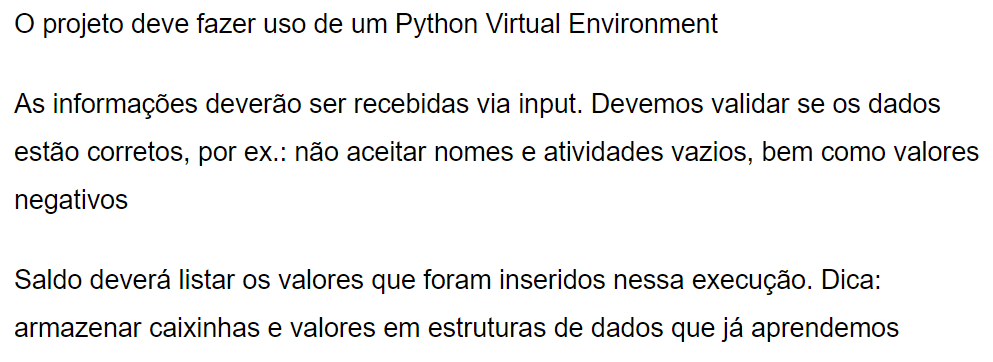 O projeto deve fazer uso de um Python Virtual Environment
As informações deverão ser recebidas via input. Devemos validar se os dados
estão corretos, por ex.: não aceitar nomes e atividades vazios, bem como valores
negativos
Saldo deverá listar os valores que foram inseridos nessa execução. Dica:
armazenar caixinhas e valores em estruturas de dados que já aprendemos